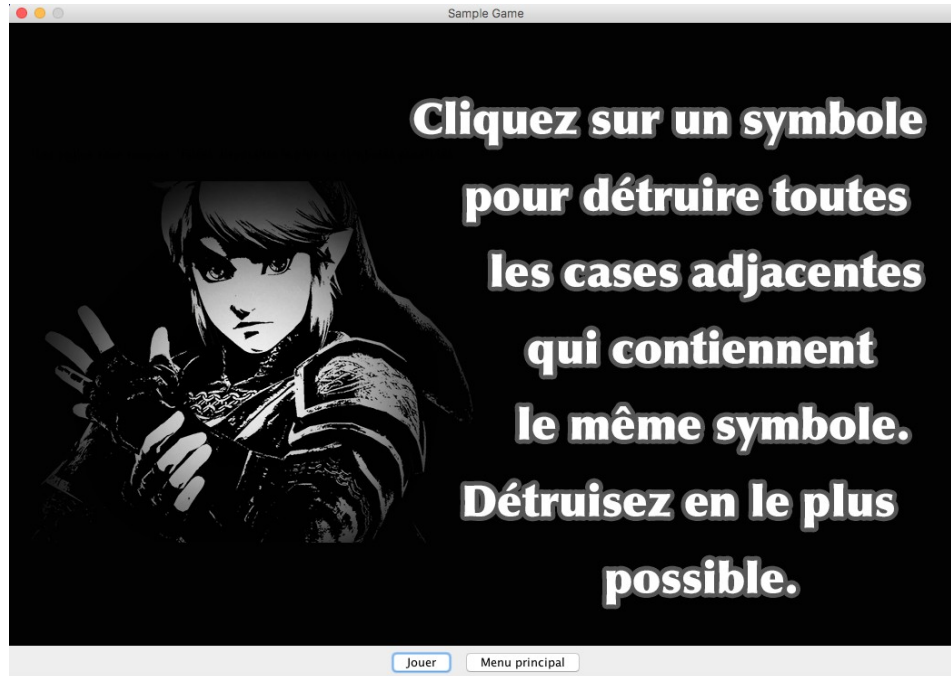 Sample Game
Cliquez sur un symbole
pour détruire toutes
les cases adjacentes
qui contiennent
le même symbole.
Détruisez en le plus
possible.
Jouer Menu principal